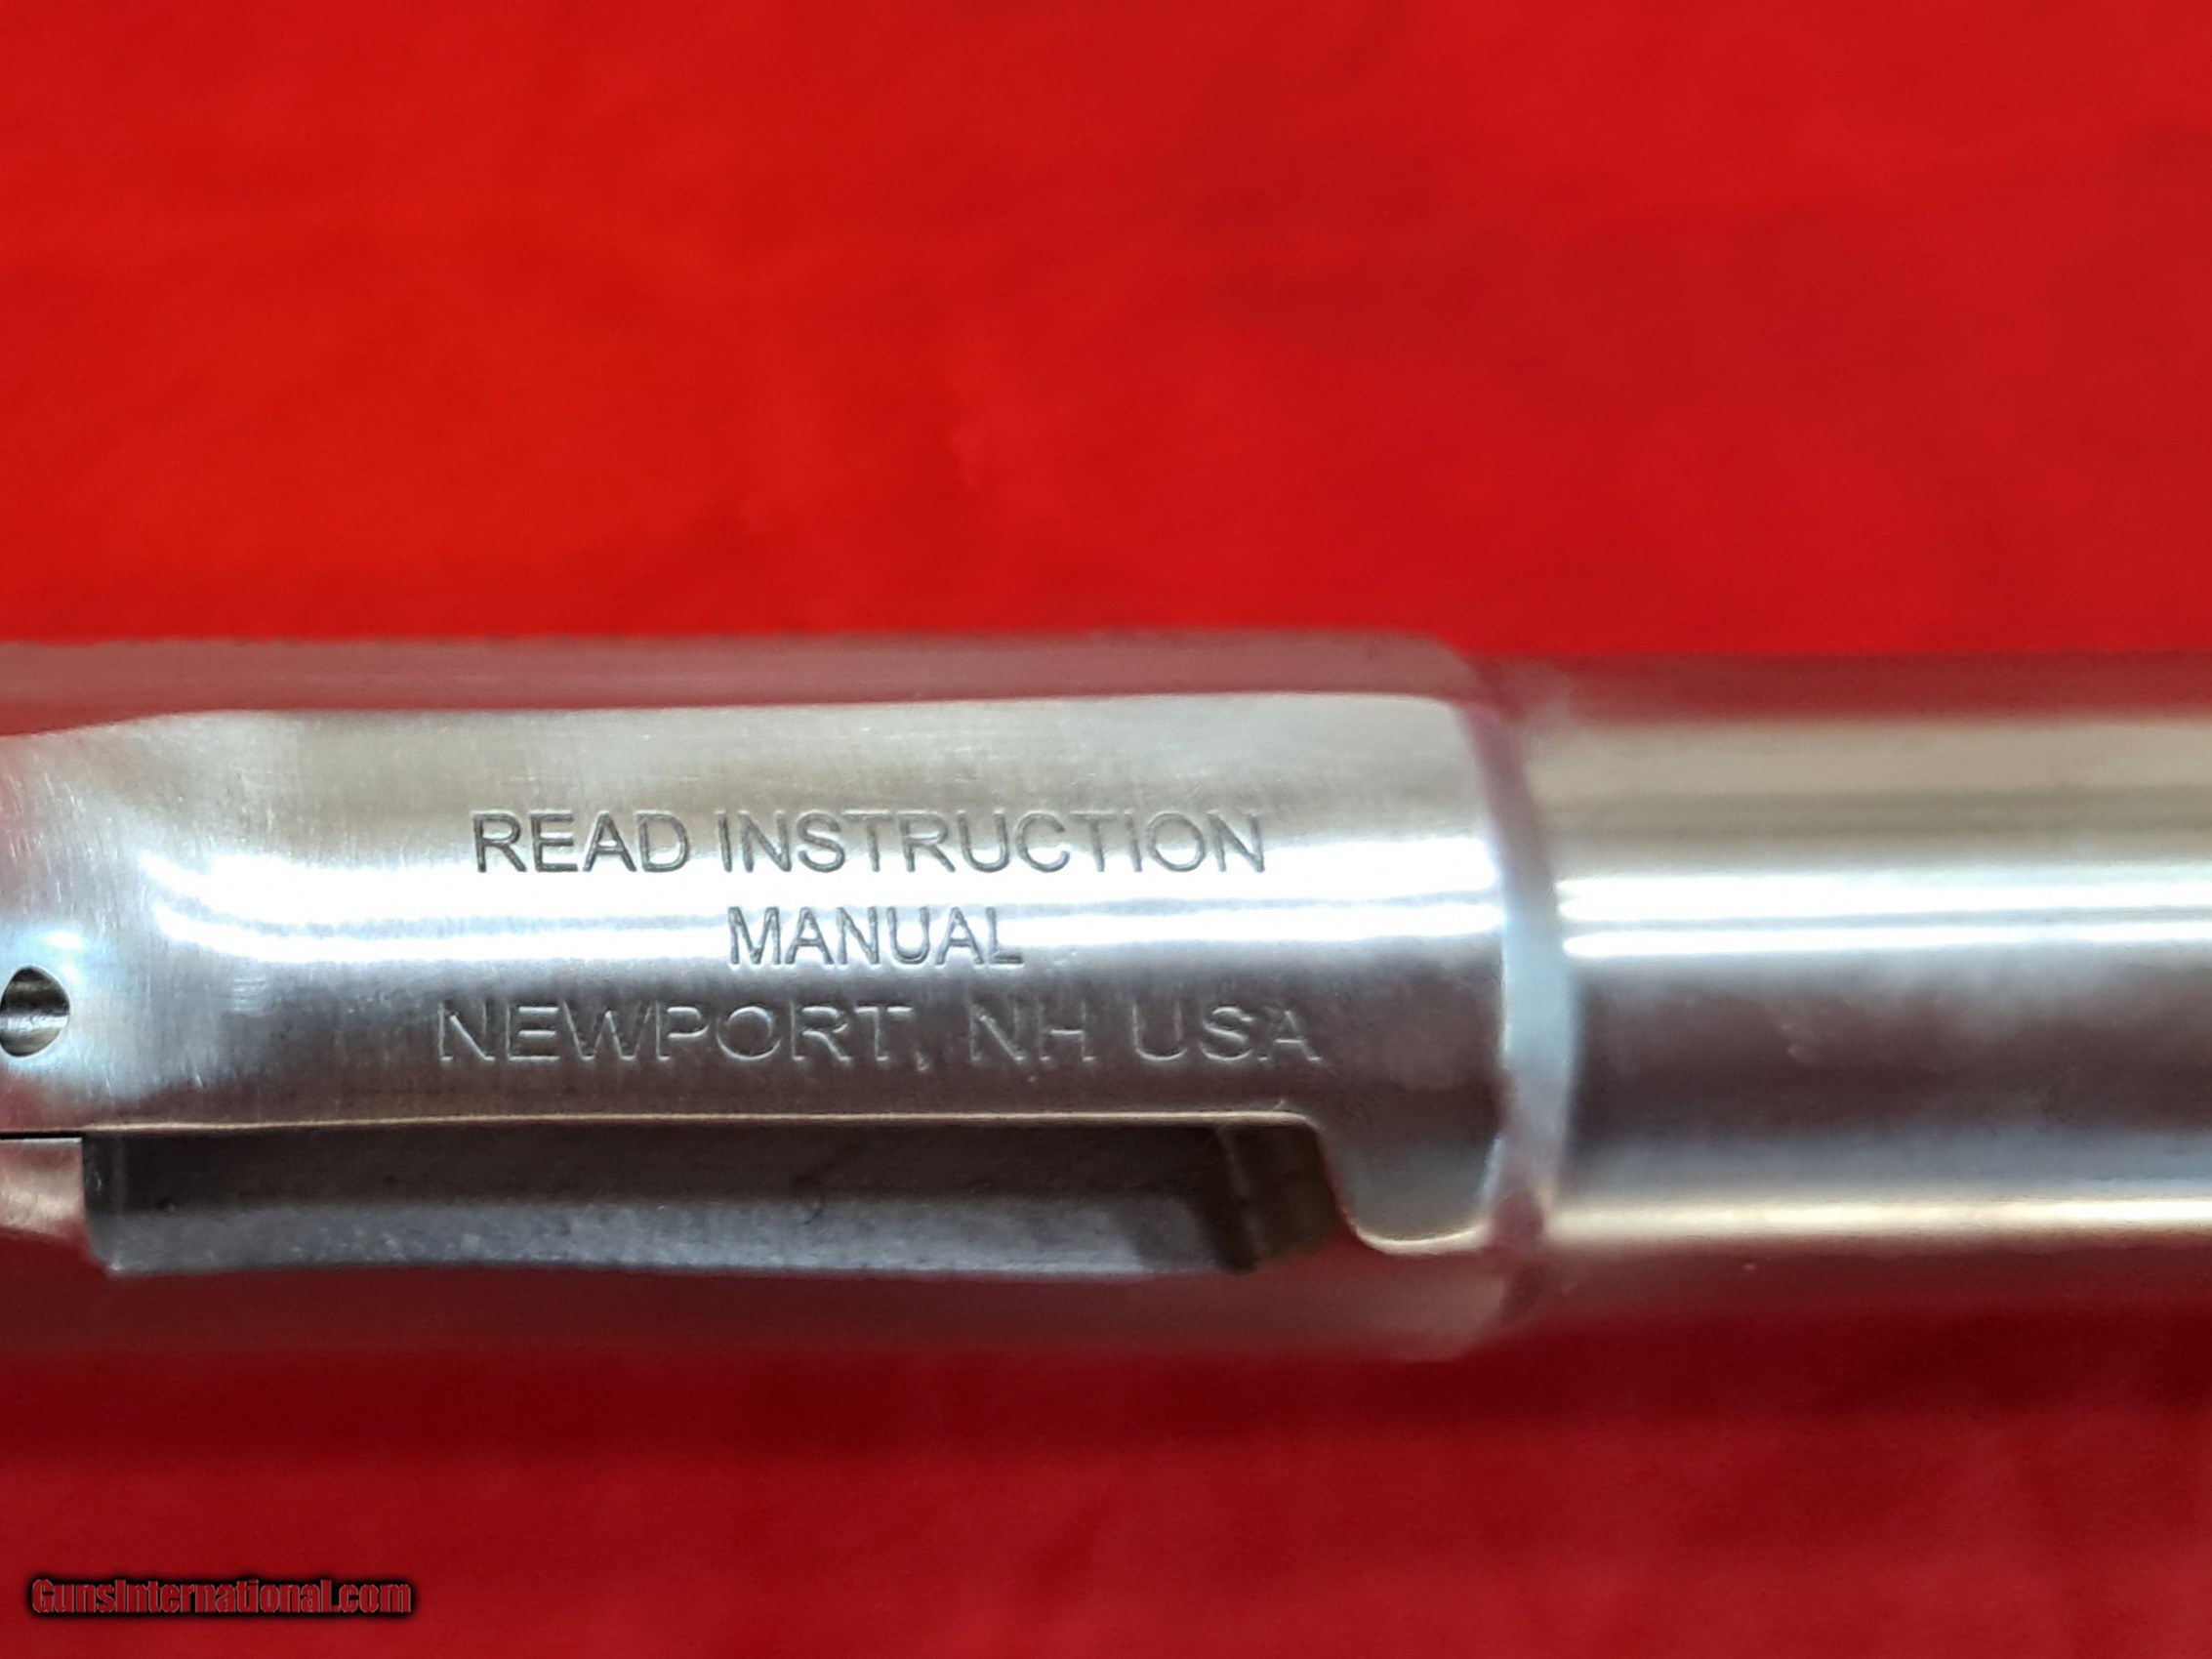 READ INSTRUCTION
MANUAL
NEWPORT, NH USA
GunsInternational.com